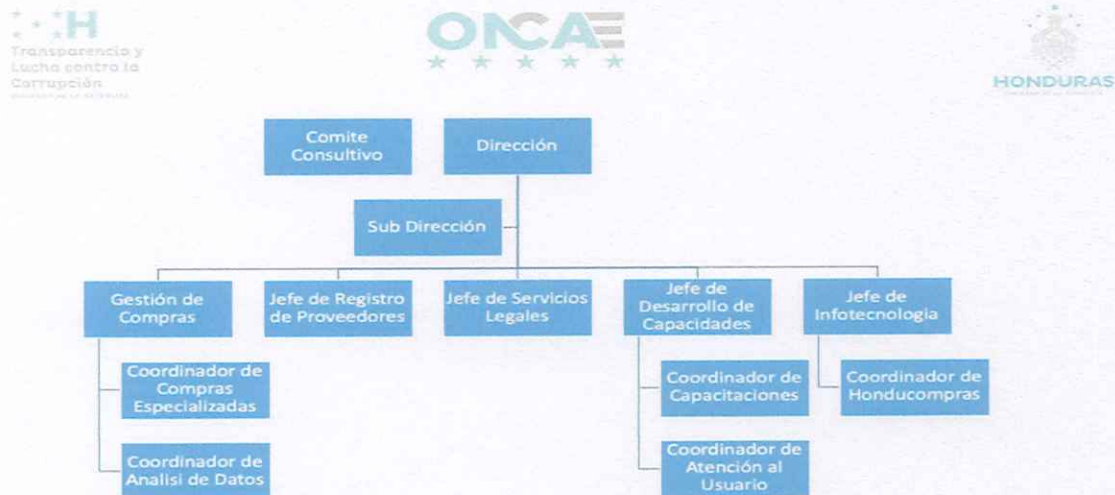 Transparencia y
Lucha contra la
Corrupción
ONCAE
HONDURAS
Comite
Consultivo
Dirección
Sub Dirección
Gestión de
Compras
Jefe de Registro
de Proveedores
Jefe de Servicios
Legales
Jefe de
Desarrollo de
Capacidades
Jefe de
Infotecnologia
Coordinador de
Compras
Especializadas
Coordinador de
Analisi de Datos
Coordinador de
Capacitaciones
Coordinador de
Atención al
Usuario
Coordinador de
Honducompras